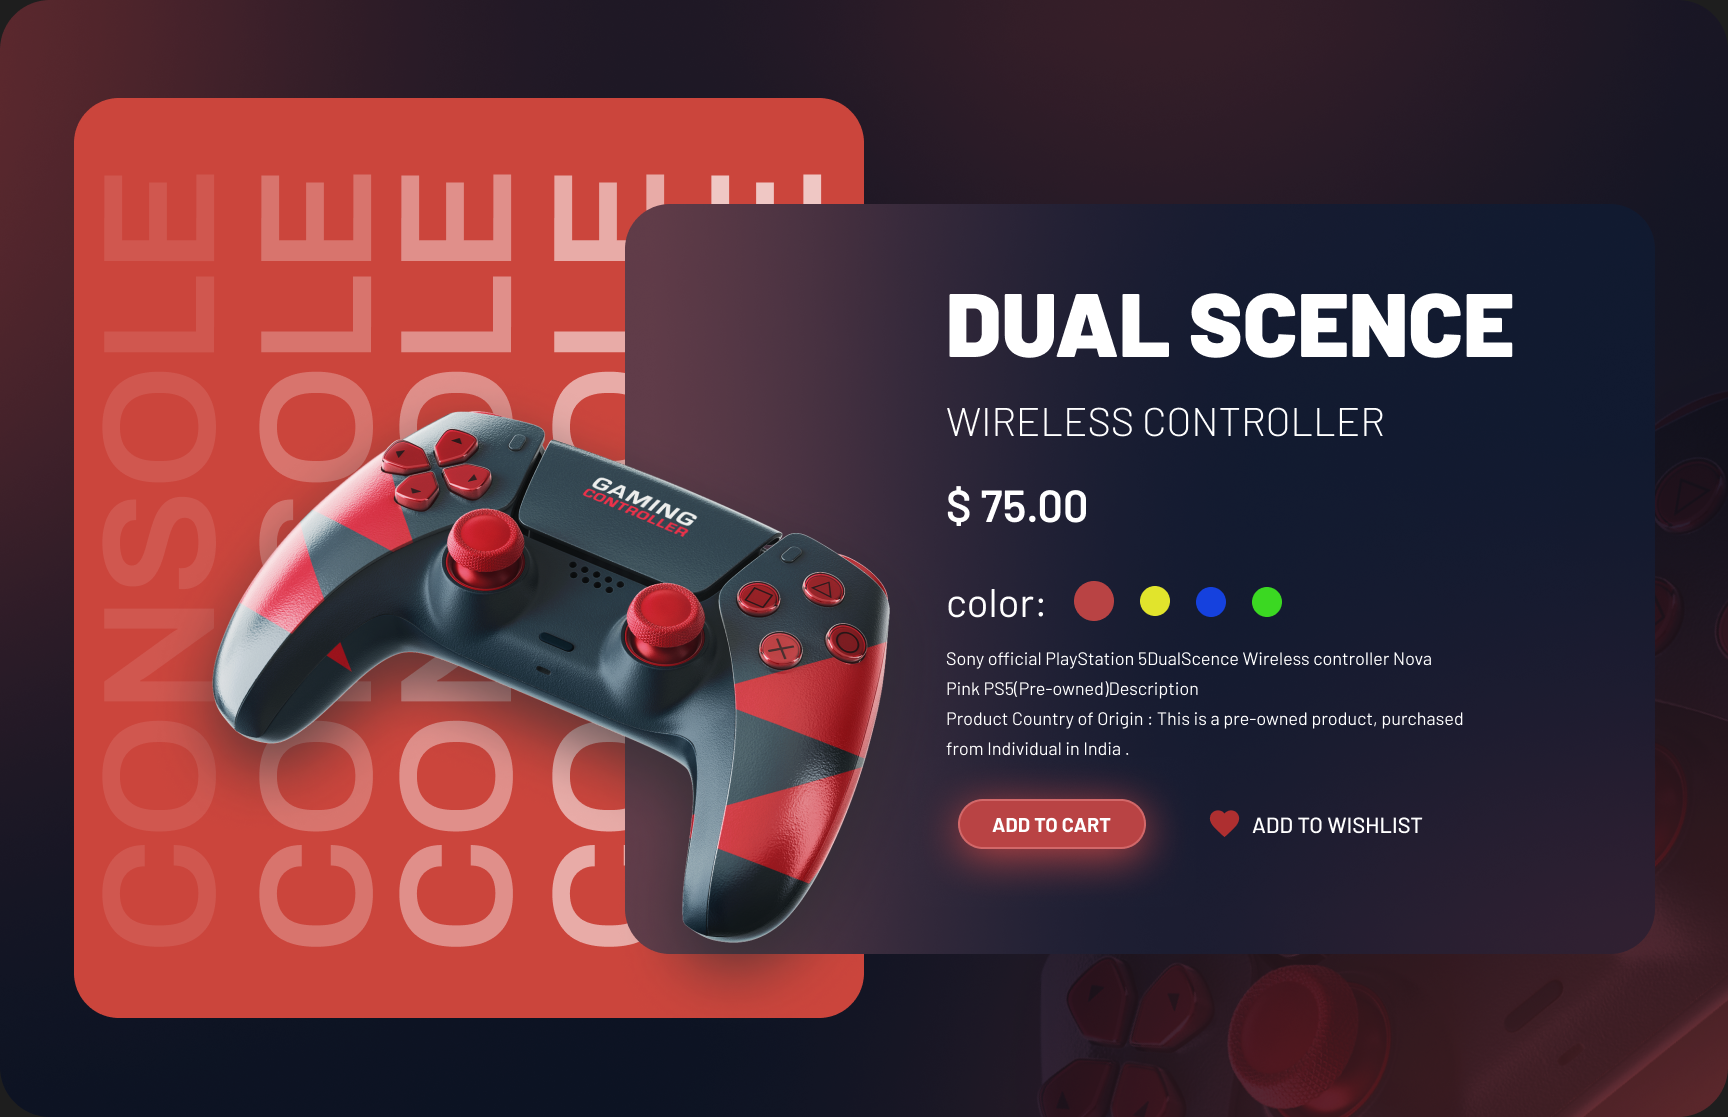 CONSOLE
CONSOLE
CONSOLE
CONSOLE
GAMING
CONTROLLER
DUAL SCENCE
WIRELESS CONTROLLER
$ 75.00
color:
Sony official PlayStation 5DualScence Wireless controller Nova
Pink PS5(Pre-owned)Description
Product Country of Origin : This is a pre-owned product, purchased
from Individual in India .
ADD TO CART
ADD TO WISHLIST